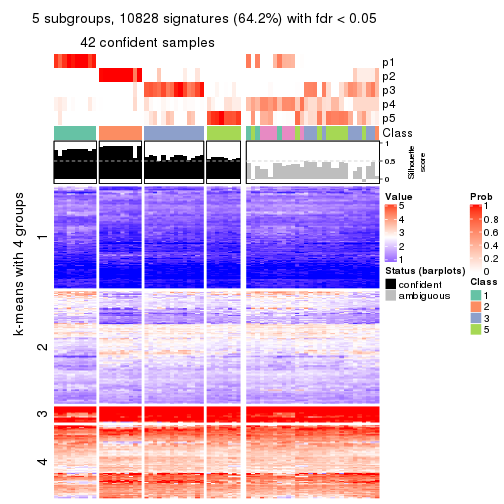 5 subgroups, 10828 signatures (64.2%) with fdr < 0.05
42 confident samples
p1
p2
p3
p4
p5
Class
1
0.5
0
Silhouette
score
k-means with 4 groups
1
2
3
4
Value
5
4
3
2
1
Status (barplots)
confident
ambiguous
Prob
1
0.8
0.6
0.4
0.2
0
Class
1
2
3
5